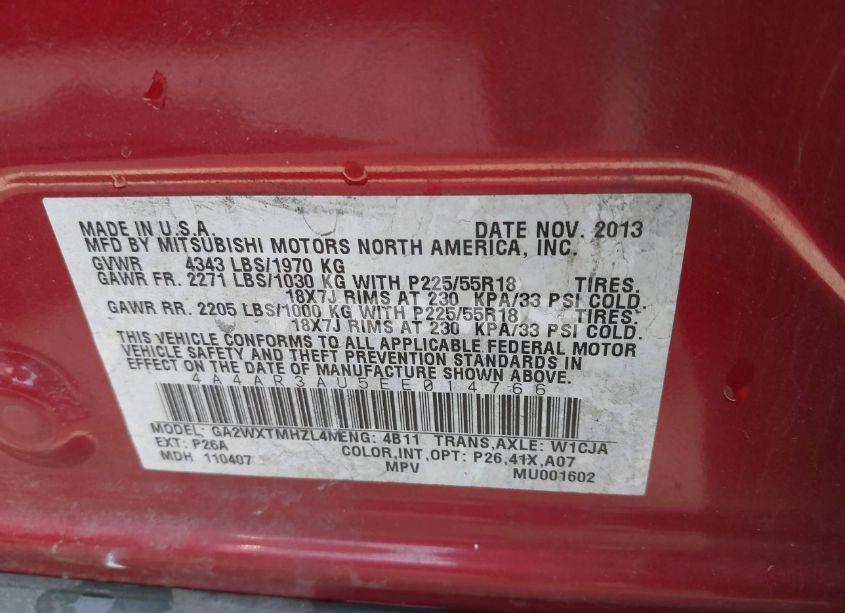 MADE IN U.S.A. DATE NOV. 2013
MFD BY MITSUBISHI MOTORS NORTH AMERICA, INC.
GVWR 4343 LBS/1970 KG
GAWR FR. 2271 LBS/1030 KG WITH P225/55R18 TIRES.
18X7J RIMS AT 230 KPA/33 PSI COLD.
GAWR RR. 2205 LBS/1000 KG WITH P225/55R18 TIRES.
18X7J RIMS AT 230 KPA/33 PSI COLD.
THIS VEHICLE CONFORMS TO ALL APPLICABLE FEDERAL MOTOR
VEHICLE SAFETY AND THEFT PREVENTION STANDARDS IN
EFFECT ON THE DATE OF MANUFACTURE SHOWN ABOVE.
4A4AR3AU5EE014766
MODEL: GA2WXTMHZL4MENG: 4B11 TRANS,AXLE: W1CJA
EXT: P26A COLOR,INT,OPT: P26,41X,A07
MDH 110407 MPV MU001602